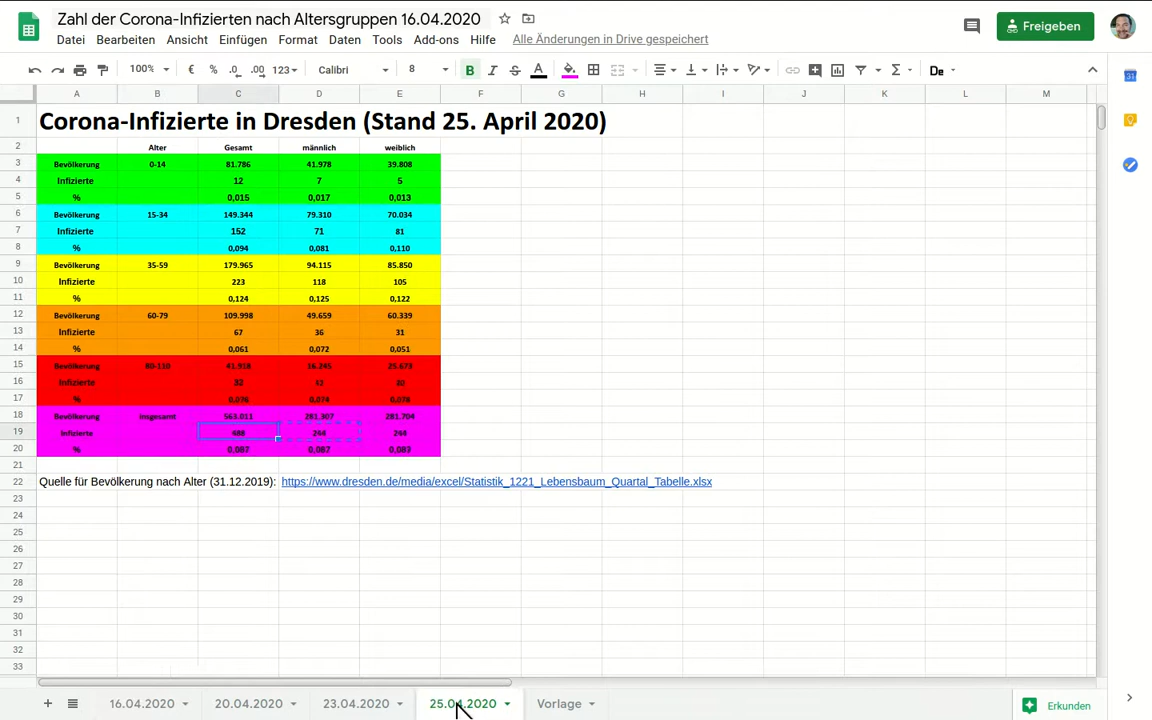 Zahl der Corona-Infizierten nach Altersgruppen 16.04.2020
Datei Bearbeiten Ansicht Einfügen Format Daten Tools Add-ons Hilfe Alle Änderungen in Drive gespeichert
Freigeben
100% € % .0 .00 123 Calibri 8 B I S A Σ De
A B C D E F G H I J K L M
1 Corona-Infizierte in Dresden (Stand 25. April 2020)
2 Alter Gesamt männlich weiblich
3 Bevölkerung 0-14 81.786 41.978 39.808
4 Infizierte 12 7 5
5 % 0,015 0,017 0,013
6 Bevölkerung 15-34 149.344 79.310 70.034
7 Infizierte 152 71 81
8 % 0,094 0,081 0,110
9 Bevölkerung 35-59 179.965 94.115 85.850
10 Infizierte 223 118 105
11 % 0,124 0,125 0,122
12 Bevölkerung 60-79 109.998 49.659 60.339
13 Infizierte 67 36 31
14 % 0,061 0,072 0,051
15 Bevölkerung 80-110 41.918 16.245 25.673
16 Infizierte 32
17 % 0,076 0,074 0,078
18 Bevölkerung insgesamt 563.011 281.307 281.704
19 Infizierte 488 244 244
20 % 0,087 0,087 0,087
21
22 Quelle für Bevölkerung nach Alter (31.12.2019): https://www.dresden.de/media/excel/Statistik_1221_Lebensbaum_Quartal_Tabelle.xlsx
23
24
25
26
27
28
29
30
31
32
33
16.04.2020 20.04.2020 23.04.2020 25.04.2020 Vorlage Erkunden